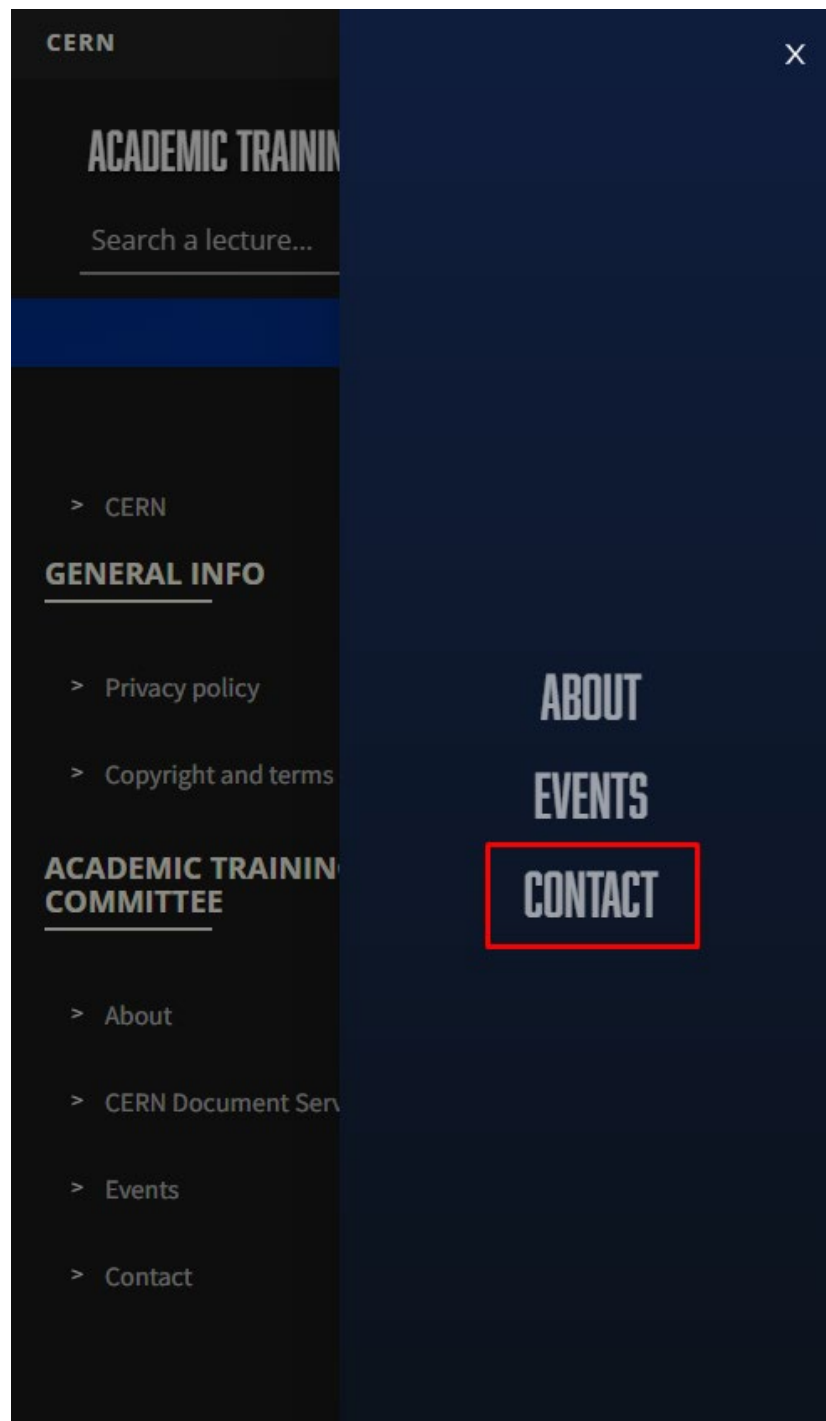 CERN
X
ACADEMIC TRAININ
Search a lecture...
> CERN
GENERAL INFO
> Privacy policy
> Copyright and terms
ACADEMIC TRAININ
COMMITTEE
> About
> CERN Document Serv
> Events
> Contact
ABOUT
EVENTS
CONTACT